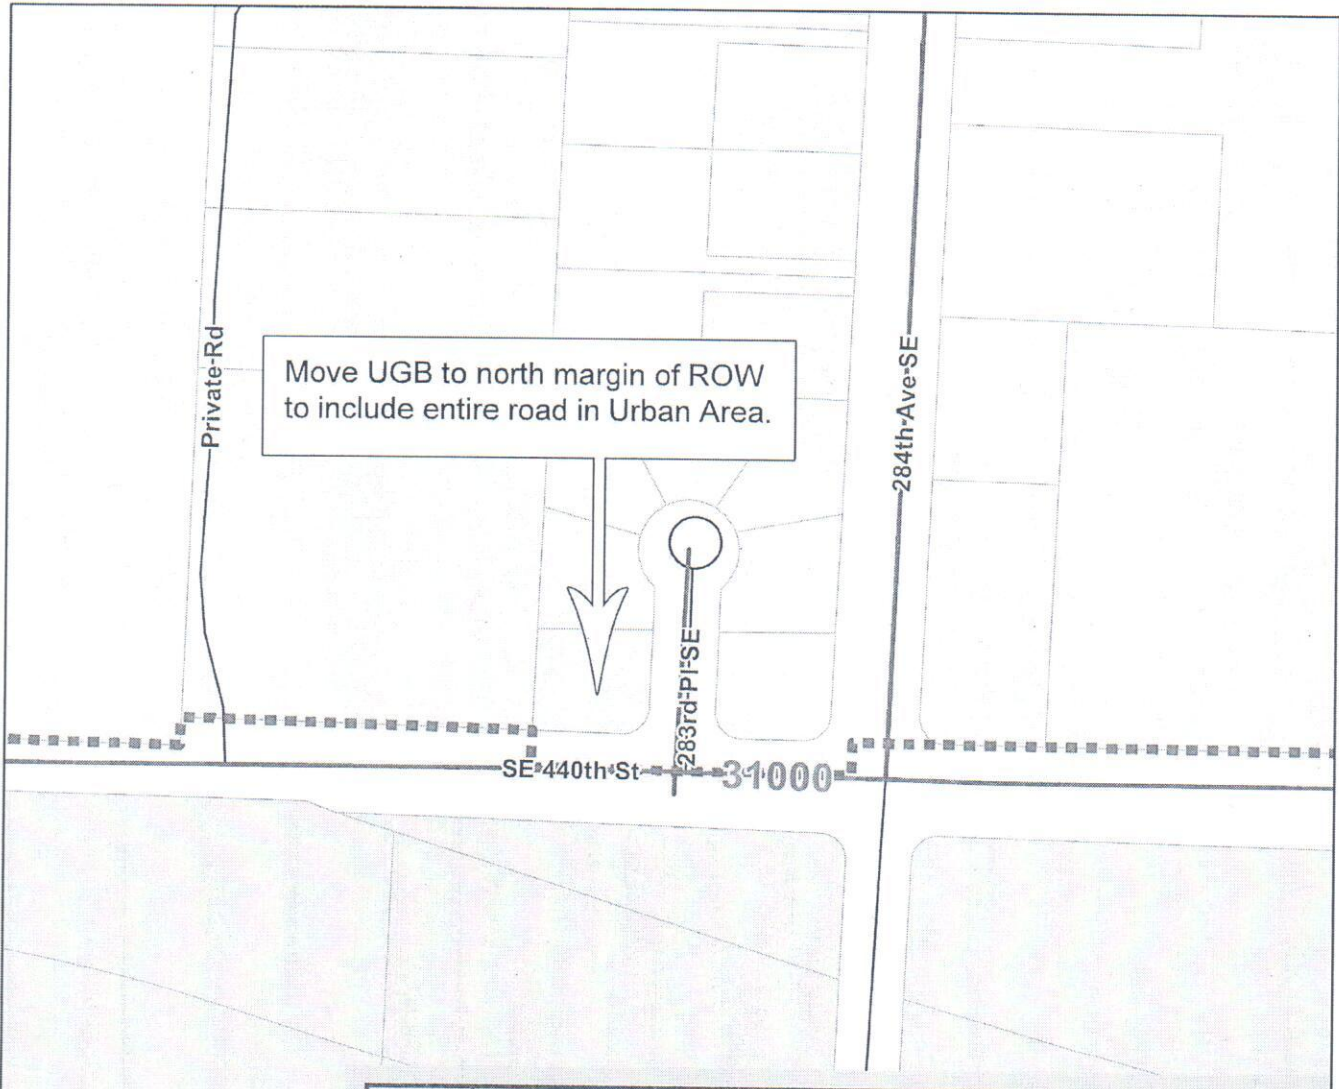 Move UGB to north margin of ROW
to include entire road in Urban Area.
Private Rd
284th Ave SE
283rd Pl SE
SE 440th St
31000